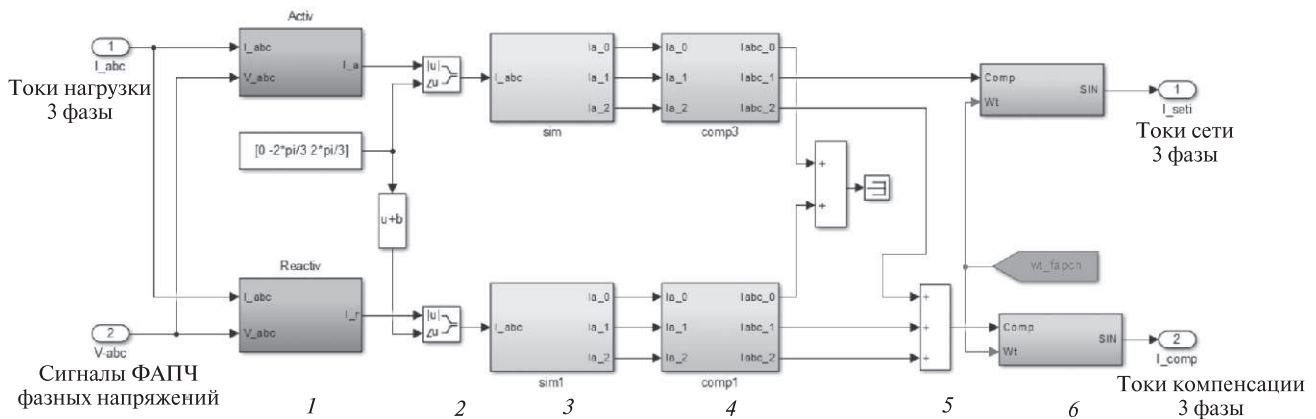 Activ
1
I_abc
Токи нагрузки
3 фазы
I_abc
V_abc
I_a
|u|
∠u
I_abc
Ia_0
Ia_1
Ia_2
sim
Ia_0
Ia_1
Ia_2
Iabc_0
Iabc_1
Iabc_2
comp3
Comp
Wt
SIN
1
I_seti
Токи сети
3 фазы
[0 -2*pi/3 2*pi/3]
u+b
+
+
wt_fapch
Reactiv
I_abc
V_abc
I_r
2
V-abc
Сигналы ФАПЧ
фазных напряжений
|u|
∠u
I_abc
Ia_0
Ia_1
Ia_2
sim1
Ia_0
Ia_1
Ia_2
Iabc_0
Iabc_1
Iabc_2
comp1
+
+
+
Comp
Wt
SIN
2
I_comp
Токи компенсации
3 фазы
1 2 3 4 5 6